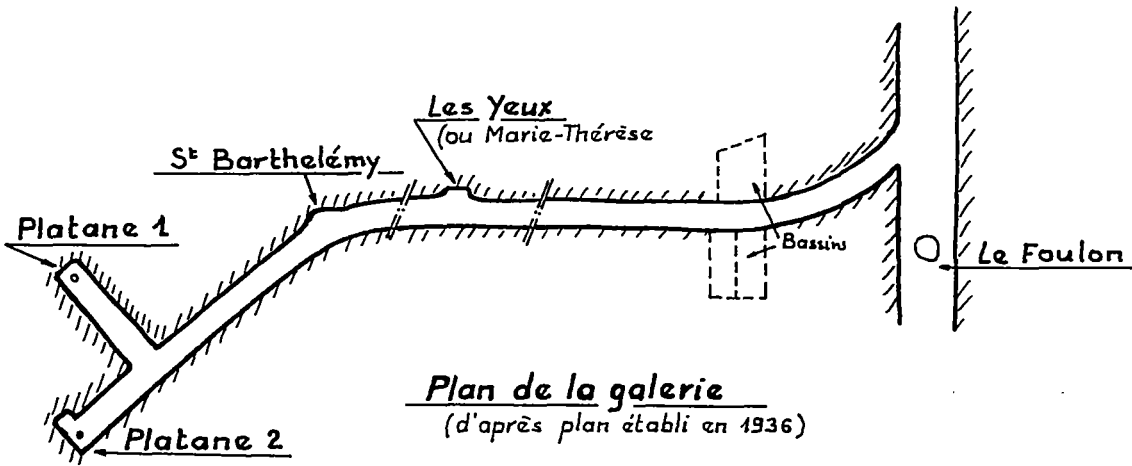 Les Yeux
(ou Marie-Thérèse
St Barthelémy
Platane 1
Bassins
Le Foulon
Plan de la galerie
(d'après plan établi en 1936)
Platane 2